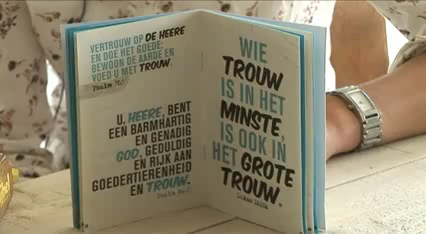 VERTROUW OP DE HEERE
EN DOE HET GOEDE;
BEWOON DE AARDE EN
VOED U MET TROUW.
U, HEERE, BENT
EEN BARMHARTIG
EN GENADIG
GOD, GEDULDIG
EN RIJK AAN
GOEDERTIERENHEID
EN TROUW.
WIE
TROUW
IS IN HET
MINSTE,
IS OOK IN
HET GROTE
TROUW.